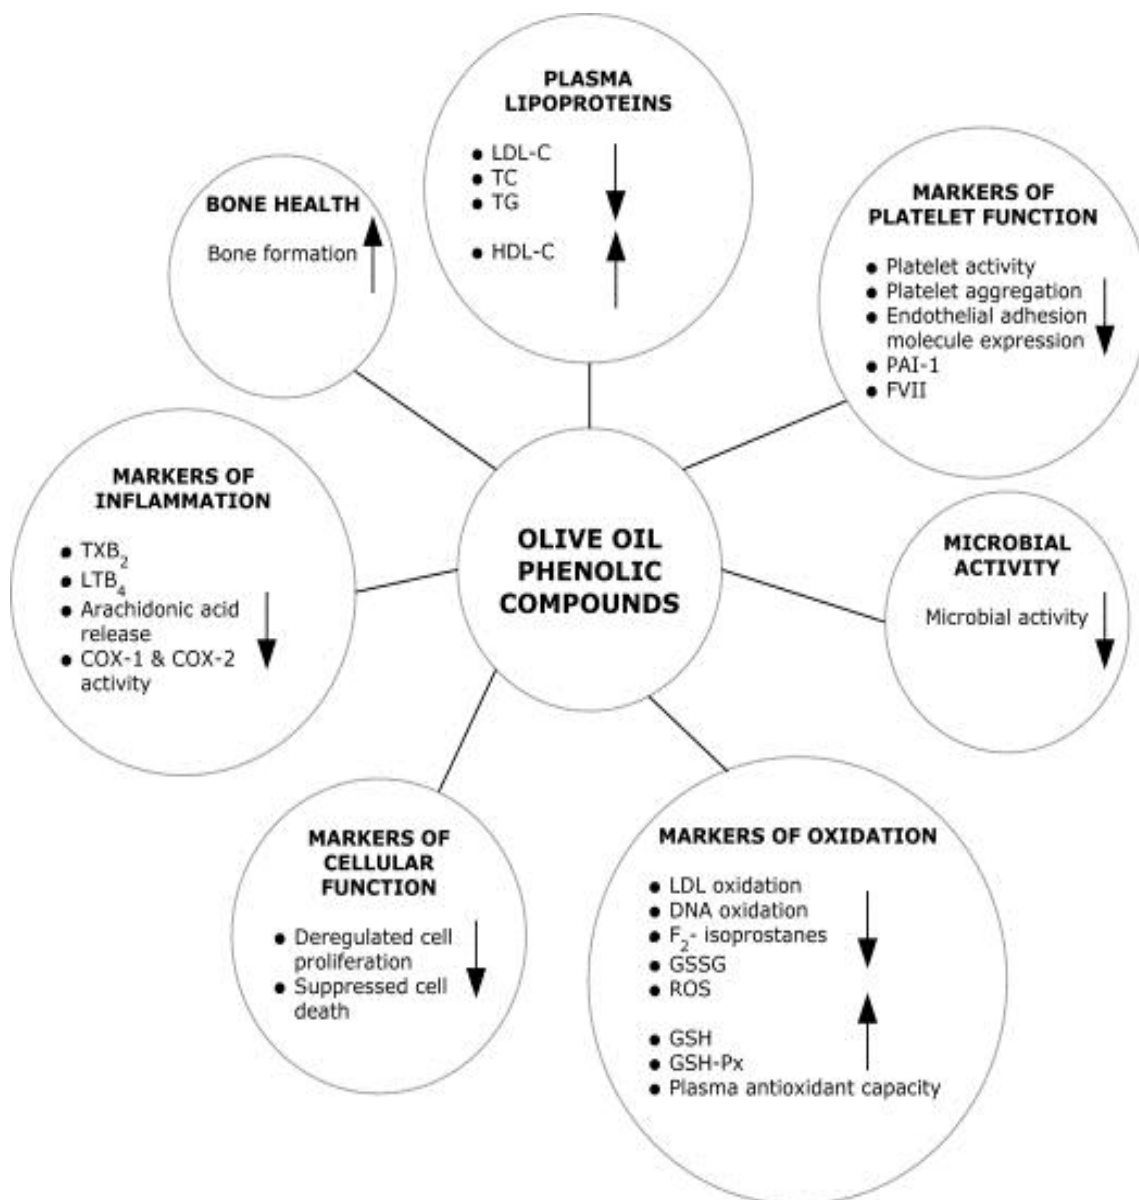 PLASMA
LIPOPROTEINS
● LDL-C
● TC
● TG
● HDL-C
BONE HEALTH
Bone formation
MARKERS OF
PLATELET FUNCTION
● Platelet activity
● Platelet aggregation
● Endothelial adhesion
molecule expression
● PAI-1
● FVII
MARKERS OF
INFLAMMATION
● TXB₂
● LTB₄
● Arachidonic acid
release
● COX-1 & COX-2
activity
OLIVE OIL
PHENOLIC
COMPOUNDS
MICROBIAL
ACTIVITY
Microbial activity
MARKERS OF
CELLULAR
FUNCTION
● Deregulated cell
proliferation
● Suppressed cell
death
MARKERS OF OXIDATION
● LDL oxidation
● DNA oxidation
● F₂- isoprostanes
● GSSG
● ROS
● GSH
● GSH-Px
● Plasma antioxidant capacity